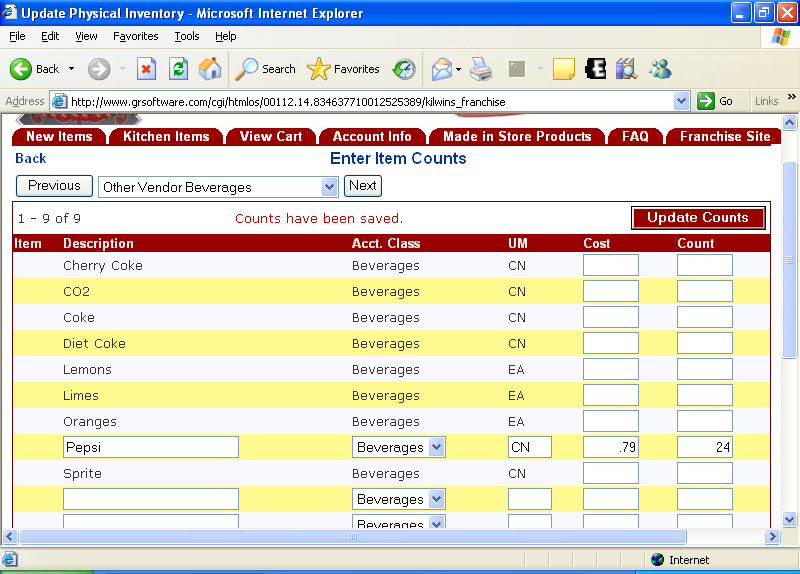 Update Physical Inventory - Microsoft Internet Explorer
File Edit View Favorites Tools Help
Back Search Favorites
Address http://www.grsoftware.com/cgi/htmlos/00112.14.834637710012525389/kilwins_franchise Go Links »
New Items Kitchen Items View Cart Account Info Made in Store Products FAQ Franchise Site
Back Enter Item Counts
Previous Other Vendor Beverages Next
1 - 9 of 9 Counts have been saved. Update Counts
Item Description Acct. Class UM Cost Count
Cherry Coke Beverages CN
CO2 Beverages CN
Coke Beverages CN
Diet Coke Beverages CN
Lemons Beverages EA
Limes Beverages EA
Oranges Beverages EA
Pepsi Beverages CN .79 24
Sprite Beverages CN
Beverages
Beverages
Internet